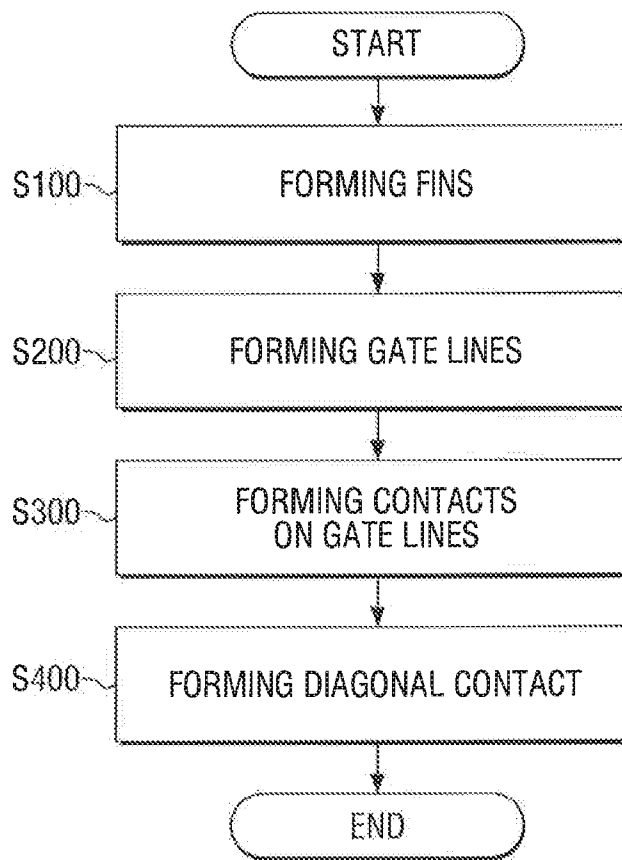 START
S100
FORMING FINS
S200
FORMING GATE LINES
S300
FORMING CONTACTS
ON GATE LINES
S400
FORMING DIAGONAL CONTACT
END